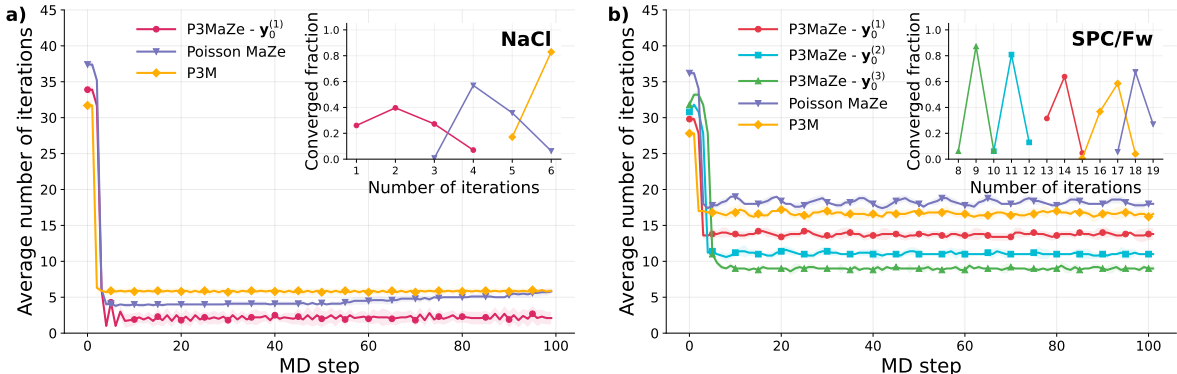 a)
Average number of iterations
45
40
35
30
25
20
15
10
5
0
0 20 40 60 80 100
MD step
P3MaZe - y₀⁽¹⁾
Poisson MaZe
P3M
NaCl
Converged fraction
1.0
0.8
0.6
0.4
0.2
0.0
1 2 3 4 5 6
Number of iterations
b)
Average number of iterations
45
40
35
30
25
20
15
10
5
0
0 20 40 60 80 100
MD step
P3MaZe - y₀⁽¹⁾
P3MaZe - y₀⁽²⁾
P3MaZe - y₀⁽³⁾
Poisson MaZe
P3M
SPC/Fw
Converged fraction
1.0
0.8
0.6
0.4
0.2
0.0
8 9 10 11 12 13 14 15 16 17 18 19
Number of iterations